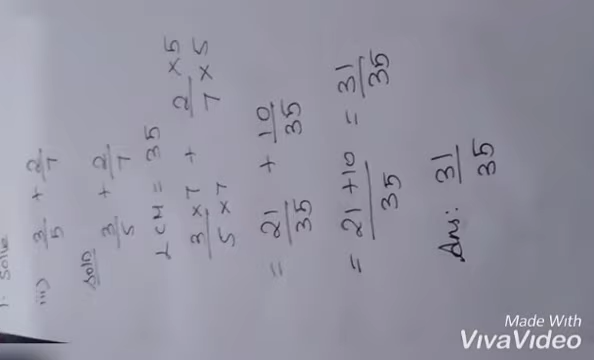 1. Solve
iii) 3/5 + 2/7
Soln
3/5 + 2/7
LCM = 35
3 × 7 / 5 × 7 + 2 × 5 / 7 × 5
= 21/35 + 10/35
= 21 + 10 / 35 = 31/35
Ans: 31/35
Made With
VivaVideo